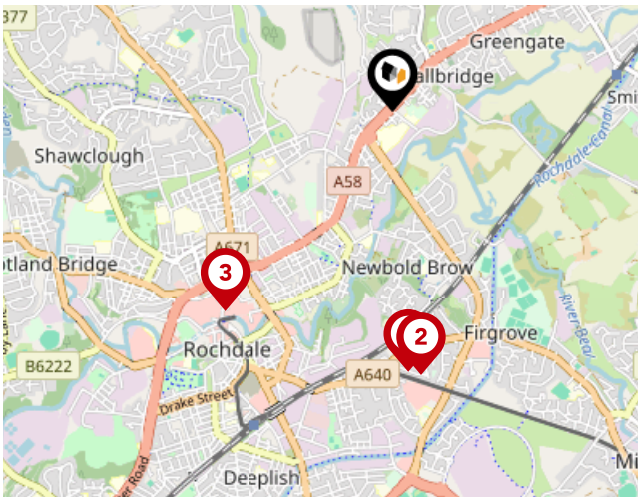 377
Greengate
allbridge
Smi
Rochdale-Canal
Shawclough
A58
A671
otland Bridge
3
Newbold Brow
River Beal
2
Firgrove
Rochdale
B6222
A640
Drake Street
Deeplish
er Road
Mi